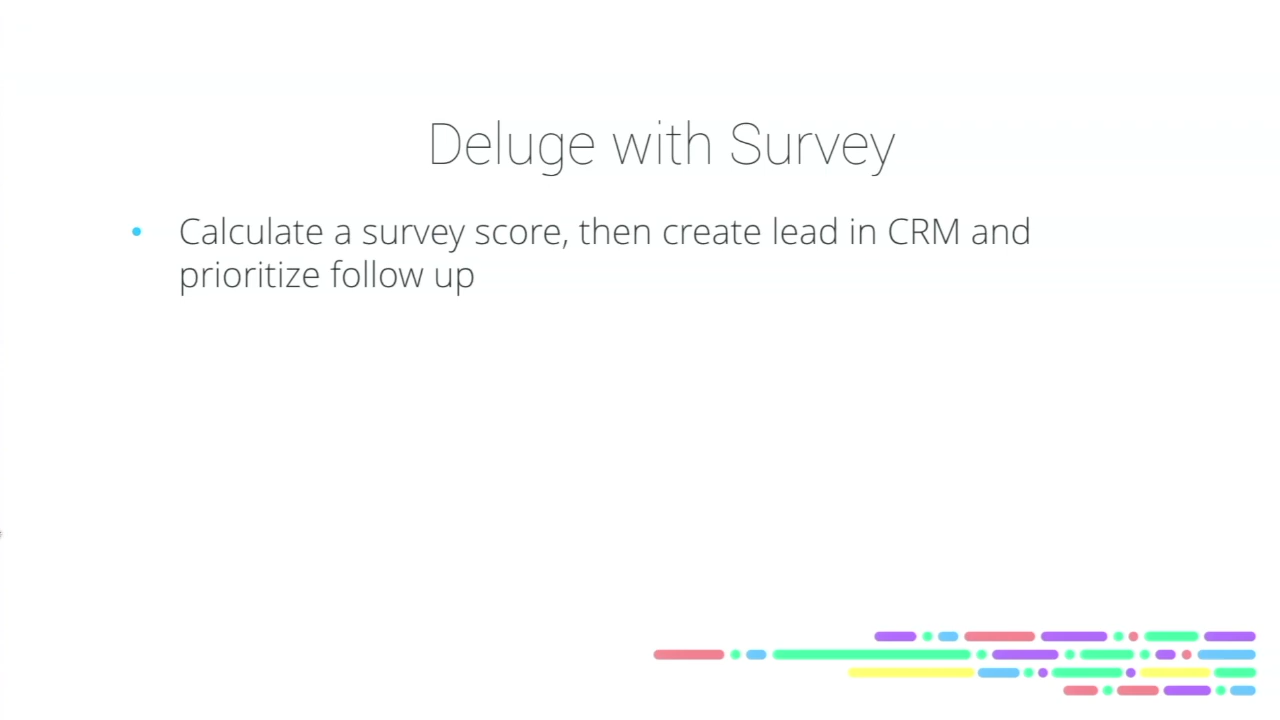 Deluge with Survey
• Calculate a survey score, then create lead in CRM and
prioritize follow up